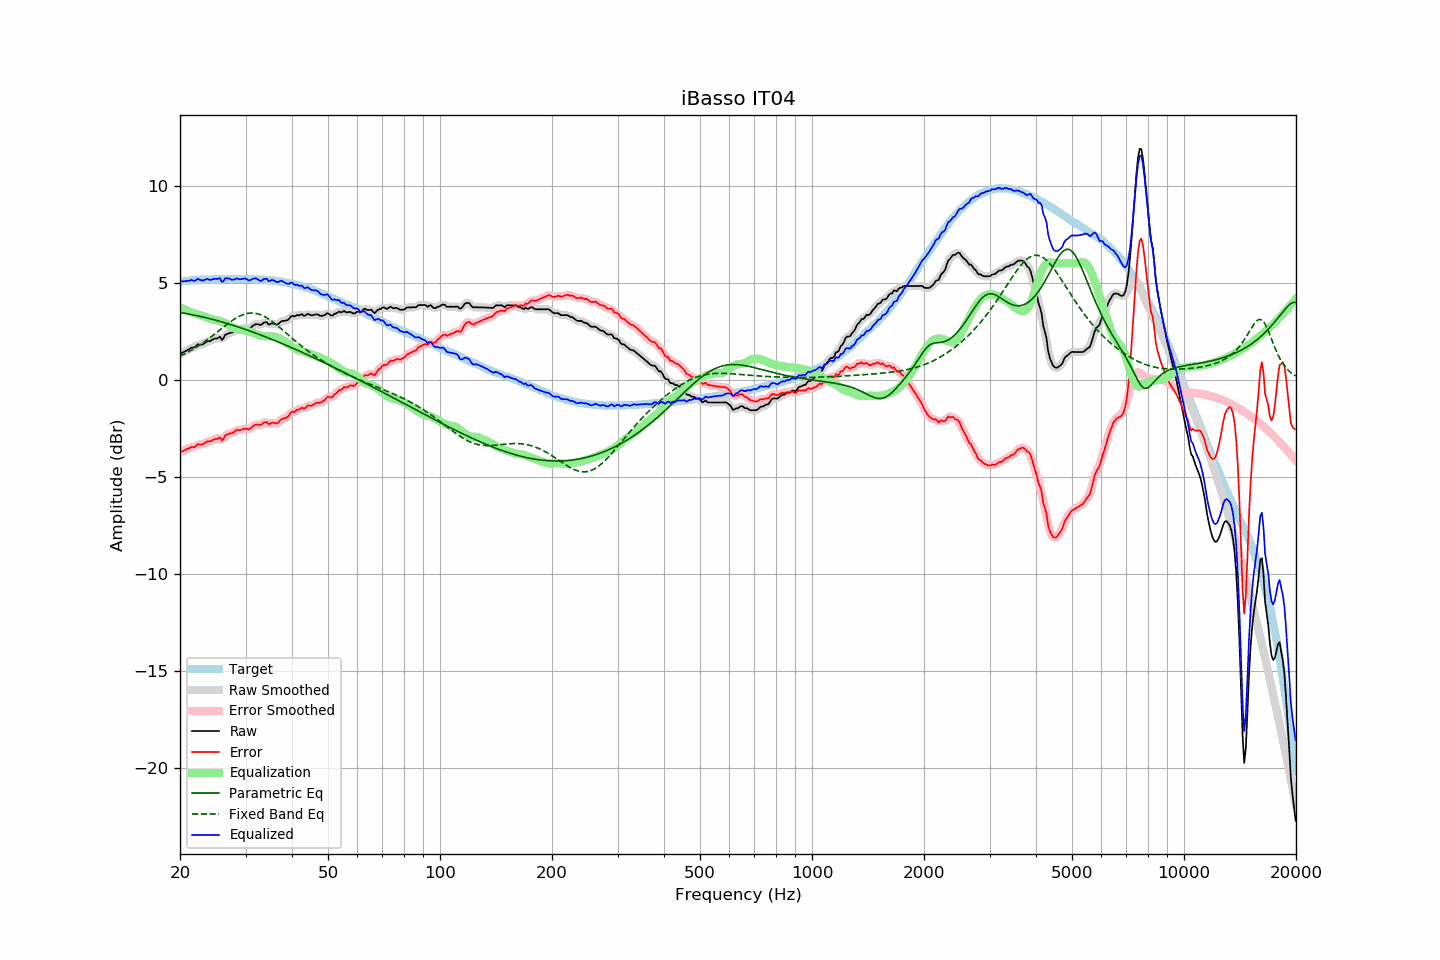 iBasso IT04
Amplitude (dBr)
10
5
0
−5
−10
−15
−20
Target
Raw Smoothed
Error Smoothed
Raw
Error
Equalization
Parametric Eq
Fixed Band Eq
Equalized
20
50
100
200
500
1000
2000
5000
10000
20000
Frequency (Hz)